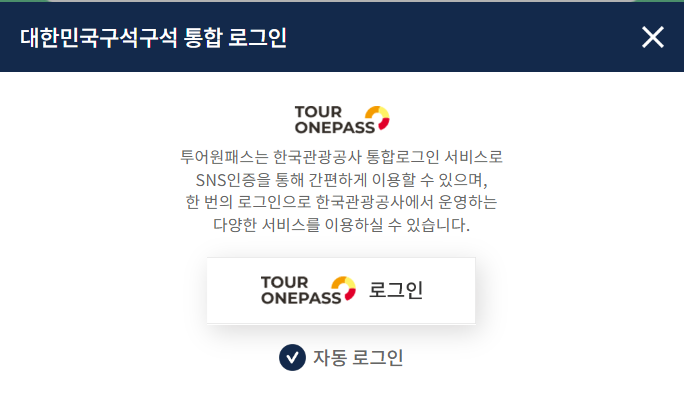 대한민국구석구석 통합 로그인
TOUR
ONEPASS
투어원패스는 한국관광공사 통합로그인 서비스로
SNS인증을 통해 간편하게 이용할 수 있으며,
한 번의 로그인으로 한국관광공사에서 운영하는
다양한 서비스를 이용하실 수 있습니다.
TOUR
ONEPASS 로그인
자동 로그인